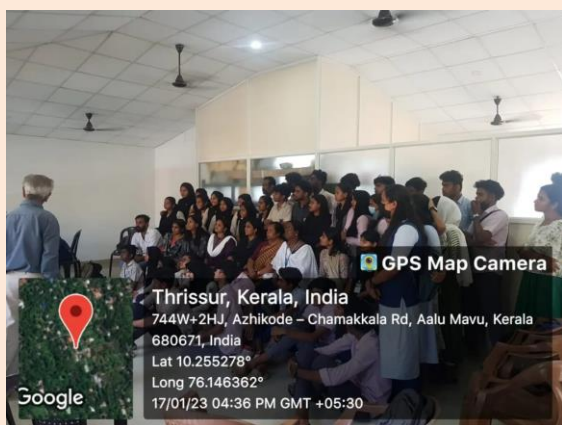 GPS Map Camera
Thrissur, Kerala, India
744W+2HJ, Azhikode – Chamakkala Rd, Aalu Mavu, Kerala
680671, India
Lat 10.255278°
Long 76.146362°
17/01/23 04:36 PM GMT +05:30
Google